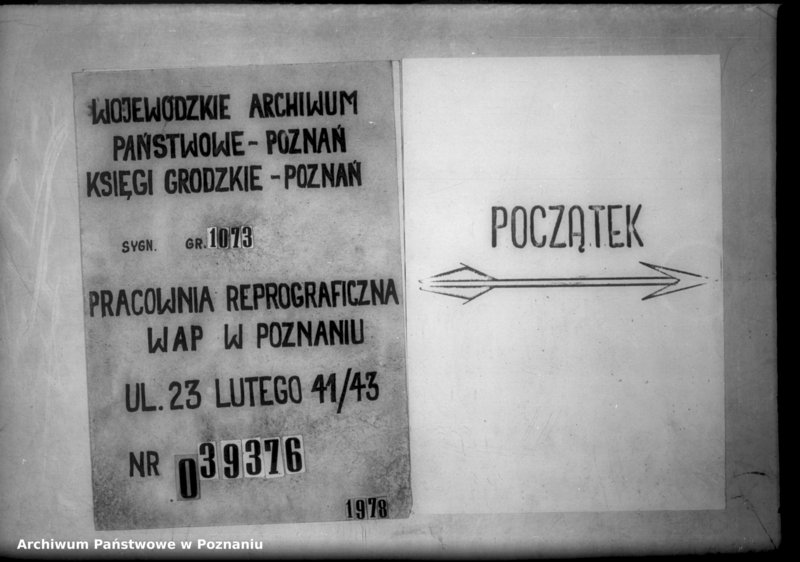 WOJEWÓDZKIE ARCHIWUM
PAŃSTWOWE - POZNAŃ
KSIĘGI GRODZKIE - POZNAŃ
SYGN. GR. 1073
PRACOWNIA REPROGRAFICZNA
WAP W POZNANIU
UL. 23 LUTEGO 41/43
NR 039376
1978
POCZĄTEK
Archiwum Państwowe w Poznaniu